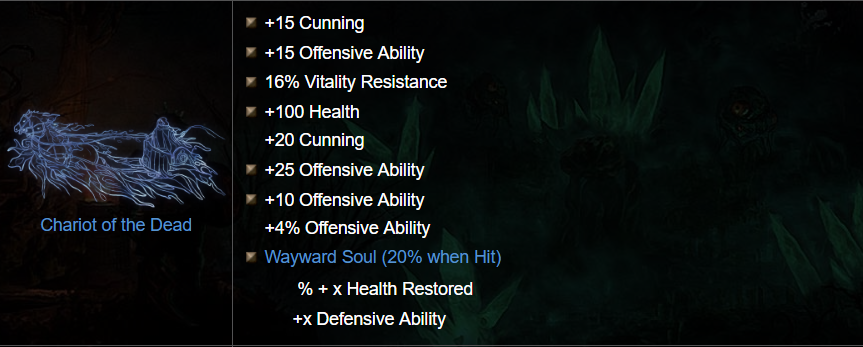 +15 Cunning
+15 Offensive Ability
16% Vitality Resistance
+100 Health
+20 Cunning
+25 Offensive Ability
+10 Offensive Ability
+4% Offensive Ability
Wayward Soul (20% when Hit)
% + x Health Restored
+x Defensive Ability
Chariot of the Dead